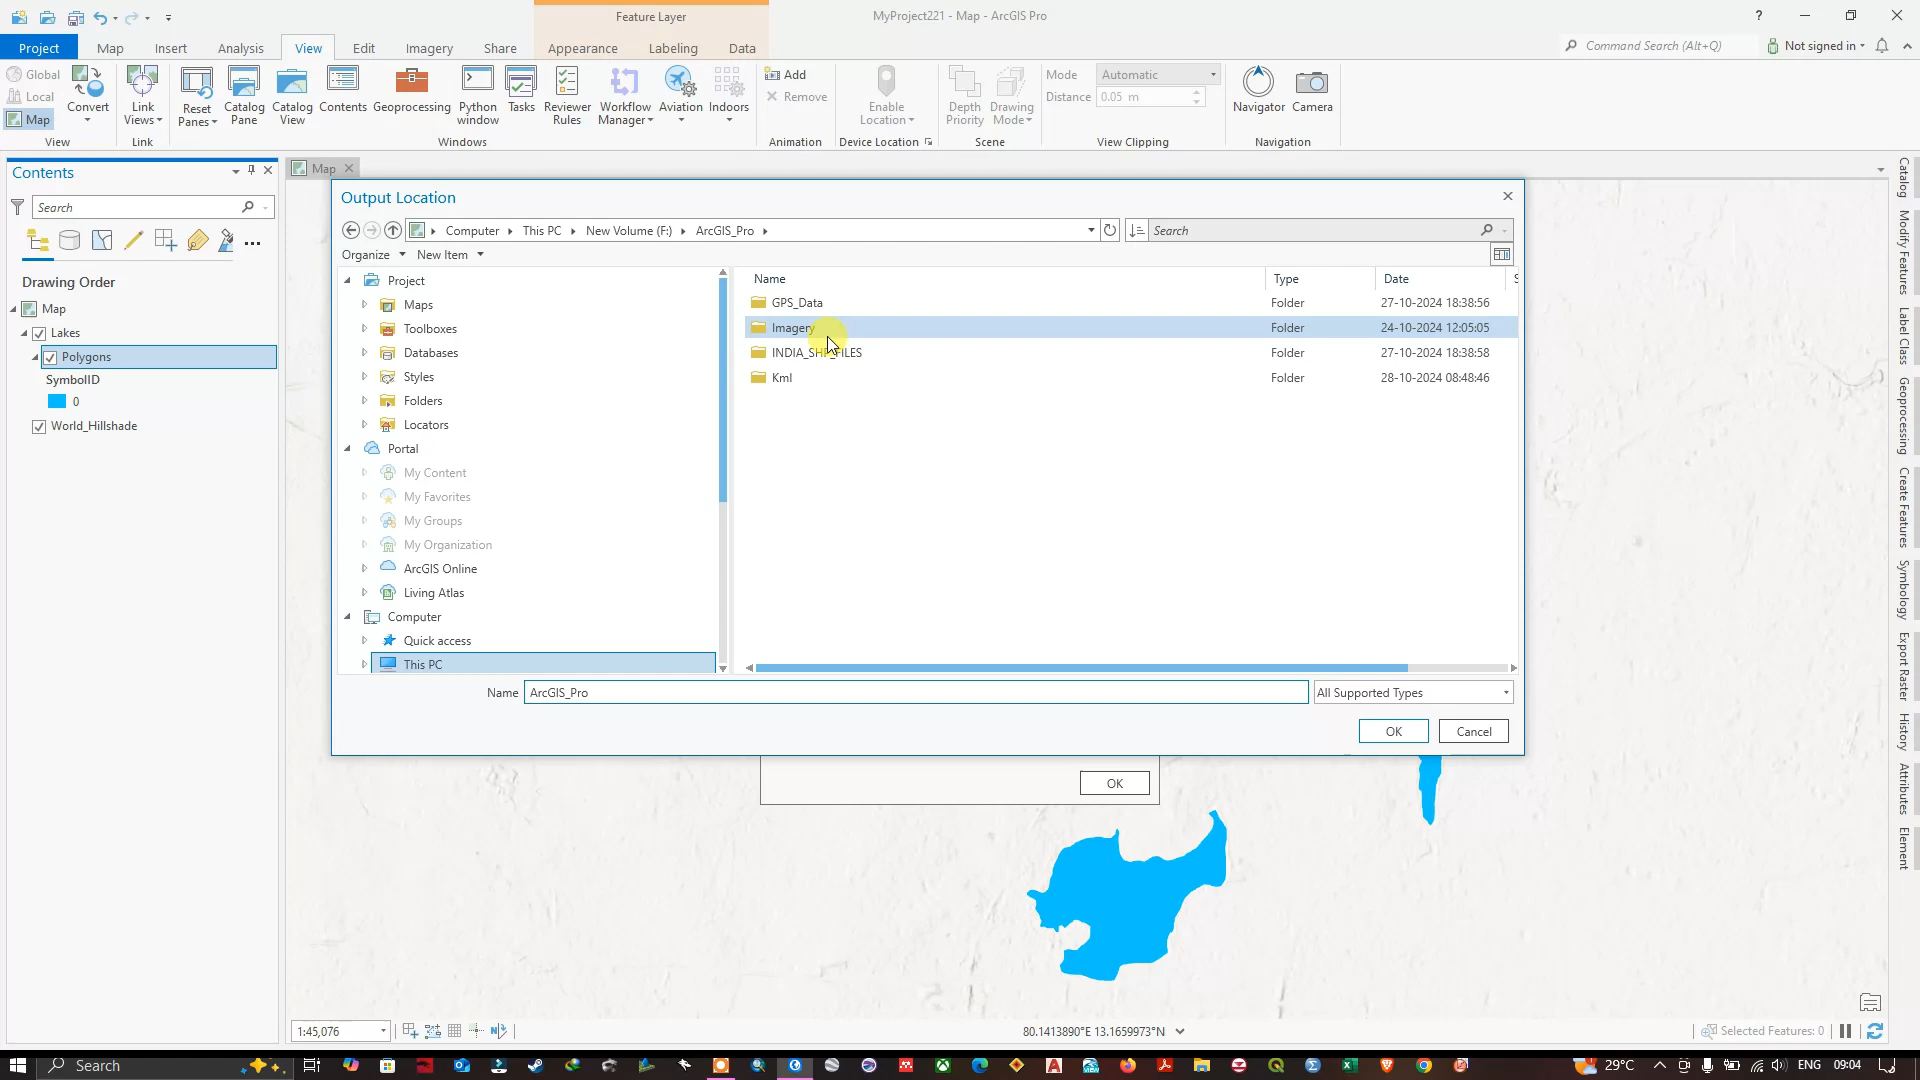 Feature Layer
MyProject221 - Map - ArcGIS Pro
?
Project Map Insert Analysis View Edit Imagery Share Appearance Labeling Data
Command Search (Alt+Q)
Not signed in
Global
Local
Map
Convert
View
Link
Views
Link
Reset
Panes
Catalog
Pane
Catalog
View
Contents
Geoprocessing
Python
window
Tasks
Reviewer
Rules
Workflow
Manager
Aviation
Indoors
Windows
Add
Remove
Animation
Enable
Location
Device Location
Depth
Priority
Drawing
Mode
Scene
Mode Automatic
Distance 0.05 m
View Clipping
Navigator
Camera
Navigation
Contents
Search
Drawing Order
Map
Lakes
Polygons
SymbolID
0
World_Hillshade
Map
Output Location
Computer This PC New Volume (F:) ArcGIS_Pro
Search
Organize New Item
Project
Maps
Toolboxes
Databases
Styles
Folders
Locators
Portal
My Content
My Favorites
My Groups
My Organization
ArcGIS Online
Living Atlas
Computer
Quick access
This PC
Name Type Date
GPS_Data Folder 27-10-2024 18:38:56
Imagery Folder 24-10-2024 12:05:05
INDIA_SHP_FILES Folder 27-10-2024 18:38:58
Kml Folder 28-10-2024 08:48:46
Name ArcGIS_Pro
All Supported Types
OK Cancel
OK
Catalog
Modify Features
Label Class
Geoprocessing
Create Features
Symbology
Export Raster
History
Attributes
Element
1:45,076
80.1413890°E 13.1659973°N
Selected Features: 0
Search
29°C
ENG
09:04